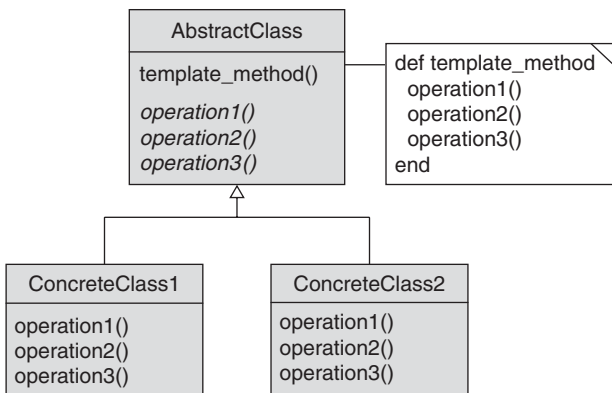 AbstractClass
template_method()
operation1()
operation2()
operation3()
def template_method
operation1()
operation2()
operation3()
end
ConcreteClass1
operation1()
operation2()
operation3()
ConcreteClass2
operation1()
operation2()
operation3()